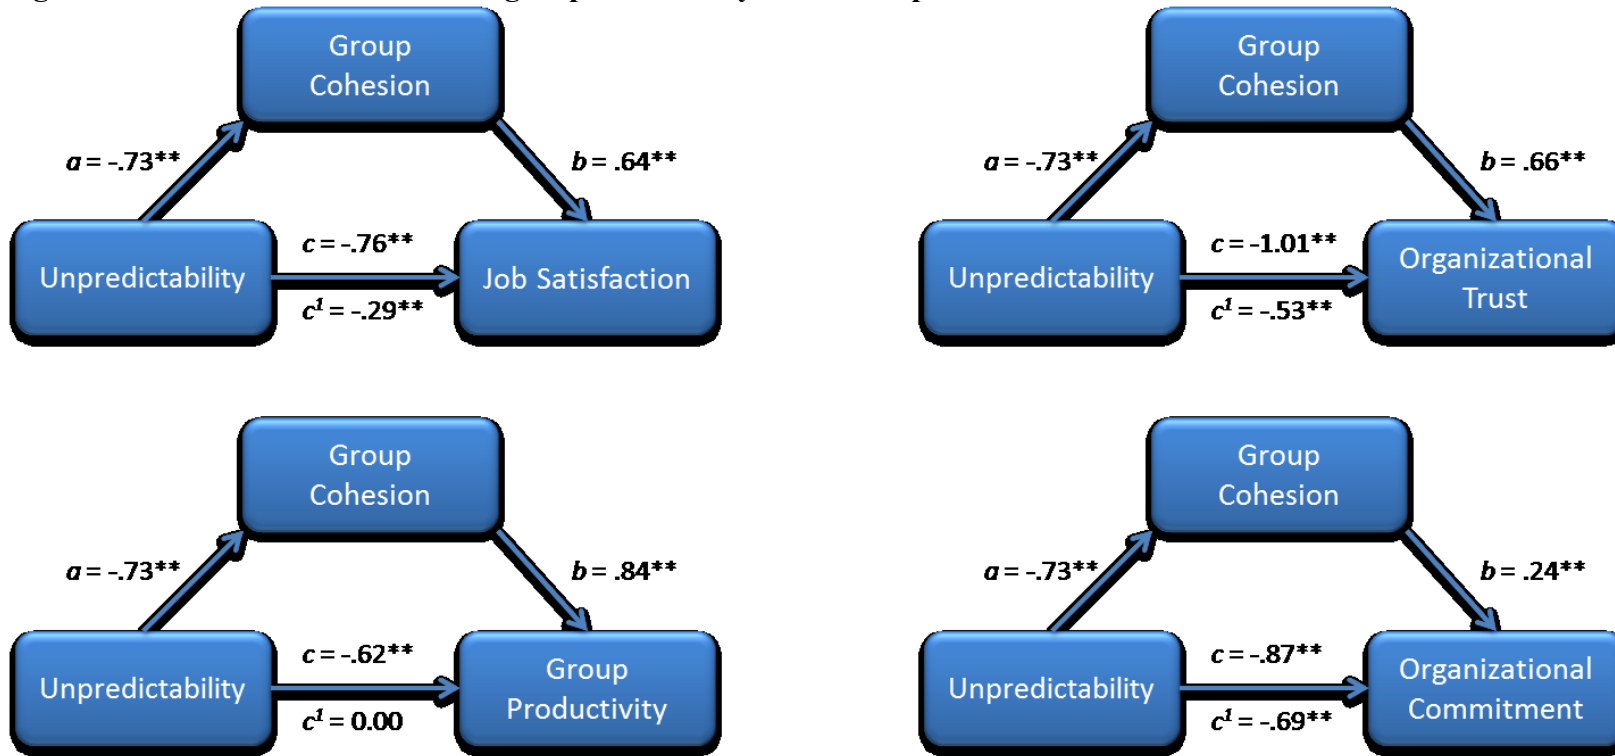 Group
Cohesion
a = -.73**
b = .64**
Unpredictability
c = -.76**
c¹ = -.29**
Job Satisfaction
Group
Cohesion
a = -.73**
b = .66**
Unpredictability
c = -1.01**
c¹ = -.53**
Organizational
Trust
Group
Cohesion
a = -.73**
b = .84**
Unpredictability
c = -.62**
c¹ = 0.00
Group
Productivity
Group
Cohesion
a = -.73**
b = .24**
Unpredictability
c = -.87**
c¹ = -.69**
Organizational
Commitment